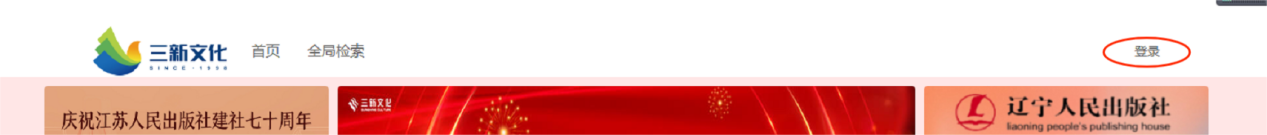 三新文化
首页
全局检索
登录
庆祝江苏人民出版社建社七十周年
三新文化
辽宁人民出版社
liaoning people's publishing house